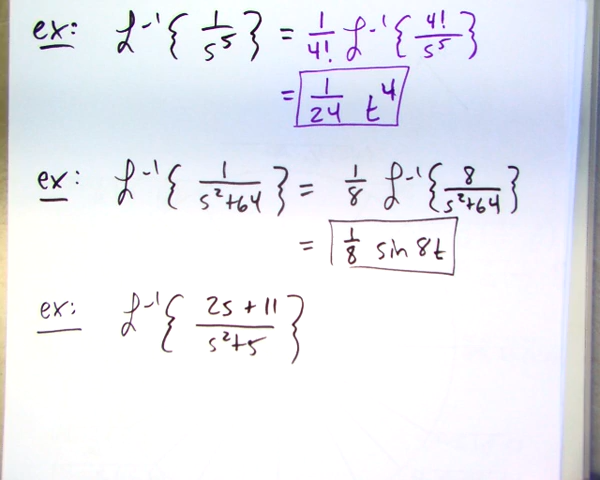 ex: ℒ⁻¹{ 1/s⁵ } = 1/4! ℒ⁻¹{ 4!/s⁵ }
= 1/24 t⁴
ex: ℒ⁻¹{ 1/(s²+64) } = 1/8 ℒ⁻¹{ 8/(s²+64) }
= 1/8 sin 8t
ex: ℒ⁻¹{ (2s+11)/(s²+5) }